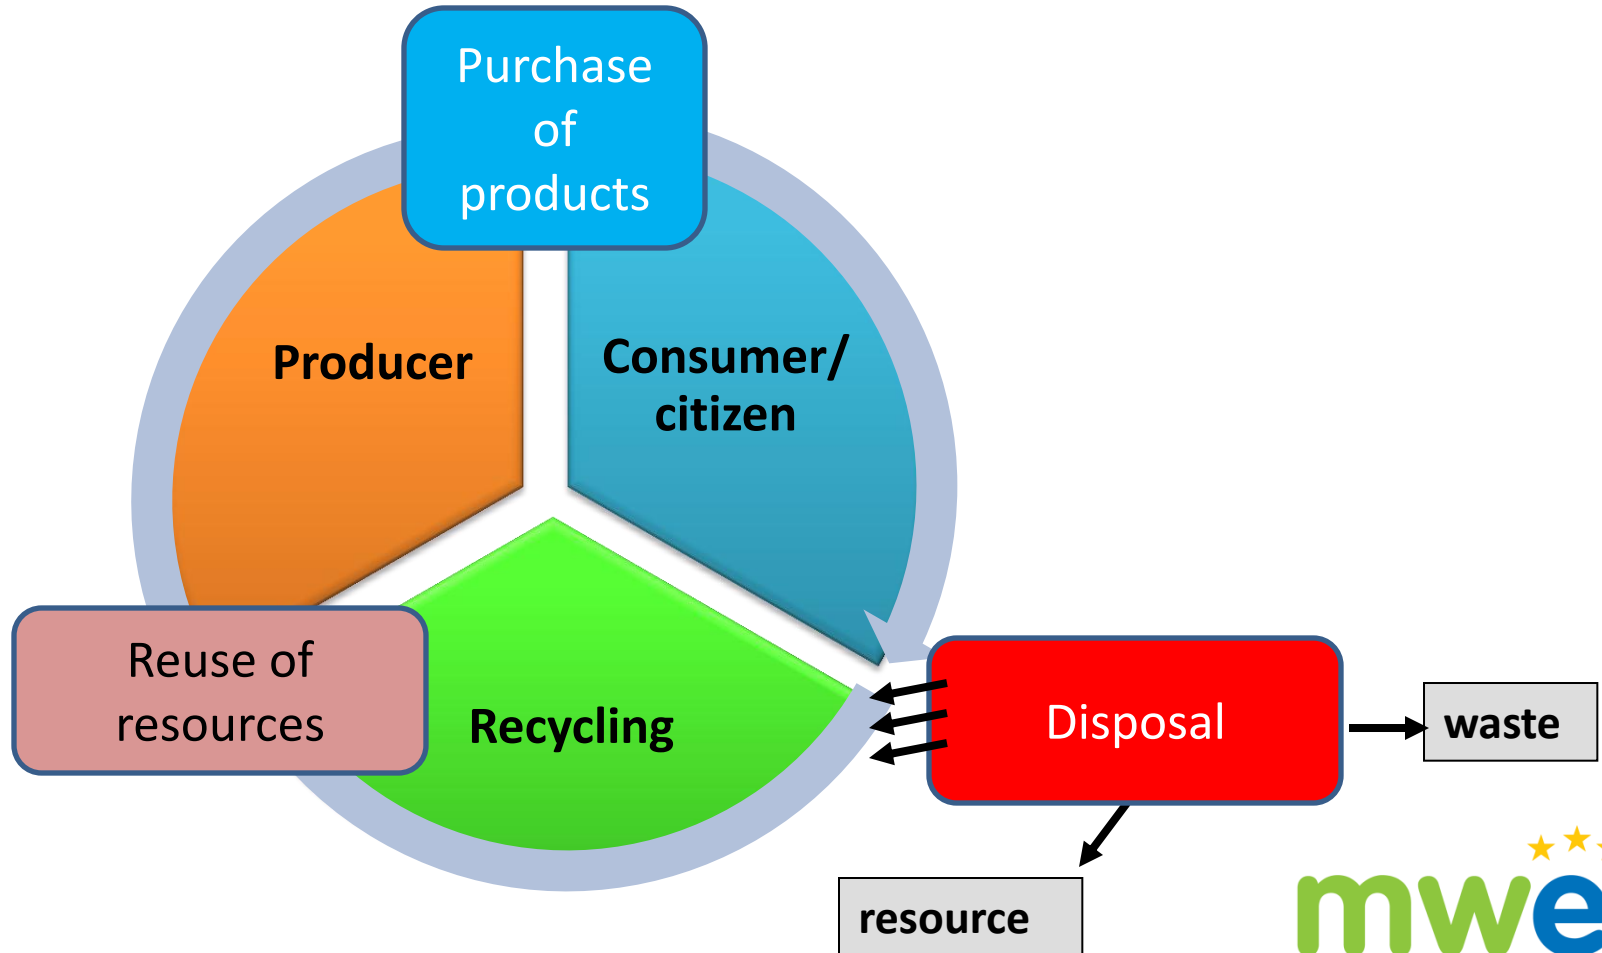 Purchase
of
products
Producer
Consumer/
citizen
Reuse of
resources
Recycling
Disposal
waste
resource
mwe